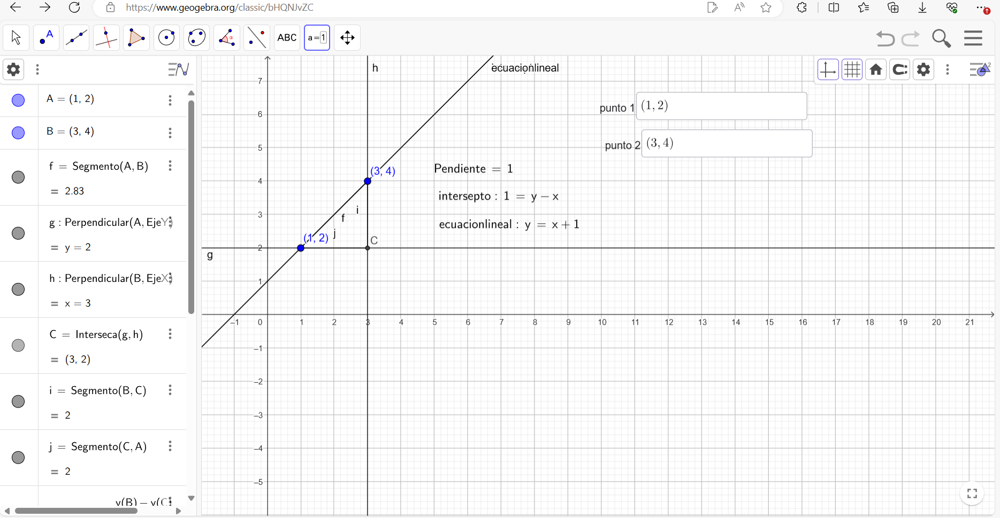 https://www.geogebra.org/classic/bHQNJvZC
A
α
ABC
a=1
A = (1, 2)
B = (3, 4)
f = Segmento(A, B)
= 2.83
g : Perpendicular(A, EjeY)
= y = 2
h : Perpendicular(B, EjeX)
= x = 3
C = Interseca(g, h)
= (3, 2)
i = Segmento(B, C)
= 2
j = Segmento(C, A)
= 2
y(B) − y(C)
h
ecuacionlineal
2
punto 1 (1, 2)
punto 2 (3, 4)
Pendiente = 1
intersepto : 1 = y − x
ecuacionlineal : y = x + 1
(3, 4)
i
f
j
(1, 2)
C
g
7
6
5
4
3
2
1
−1 0 1 2 3 4 5 6 7 8 9 10 11 12 13 14 15 16 17 18 19 20 21
−1
−2
−3
−4
−5